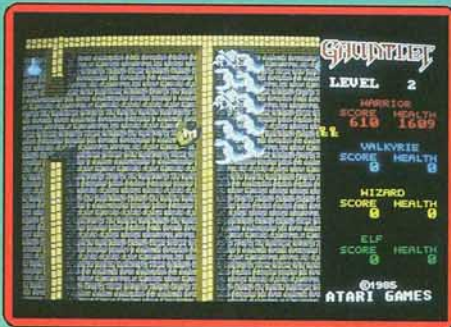 GAUNTLET
LEVEL 2
WARRIOR
SCORE HEALTH
610 1609
VALKYRIE
SCORE HEALTH
0 0
WIZARD
SCORE HEALTH
0 0
ELF
SCORE HEALTH
0 0
©1985
ATARI GAMES